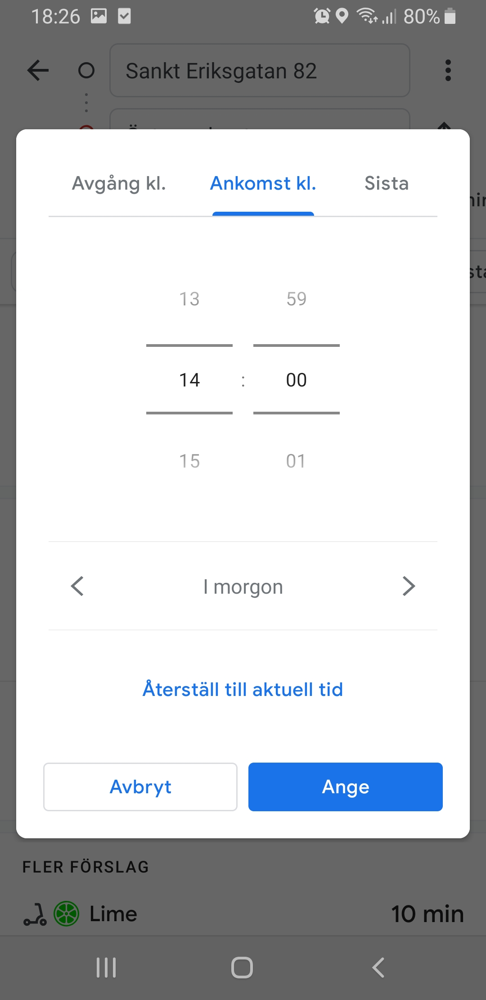 18:26 80%
Sankt Eriksgatan 82
Avgång kl. Ankomst kl. Sista
13 59
14 : 00
15 01
I morgon
Återställ till aktuell tid
Avbryt Ange
FLER FÖRSLAG
Lime 10 min